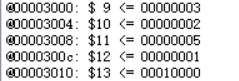 @00003000: $ 9 <= 00000003
@00003004: $10 <= 00000002
@00003008: $11 <= 00000005
@0000300c: $12 <= 00000001
@00003010: $13 <= 00010000